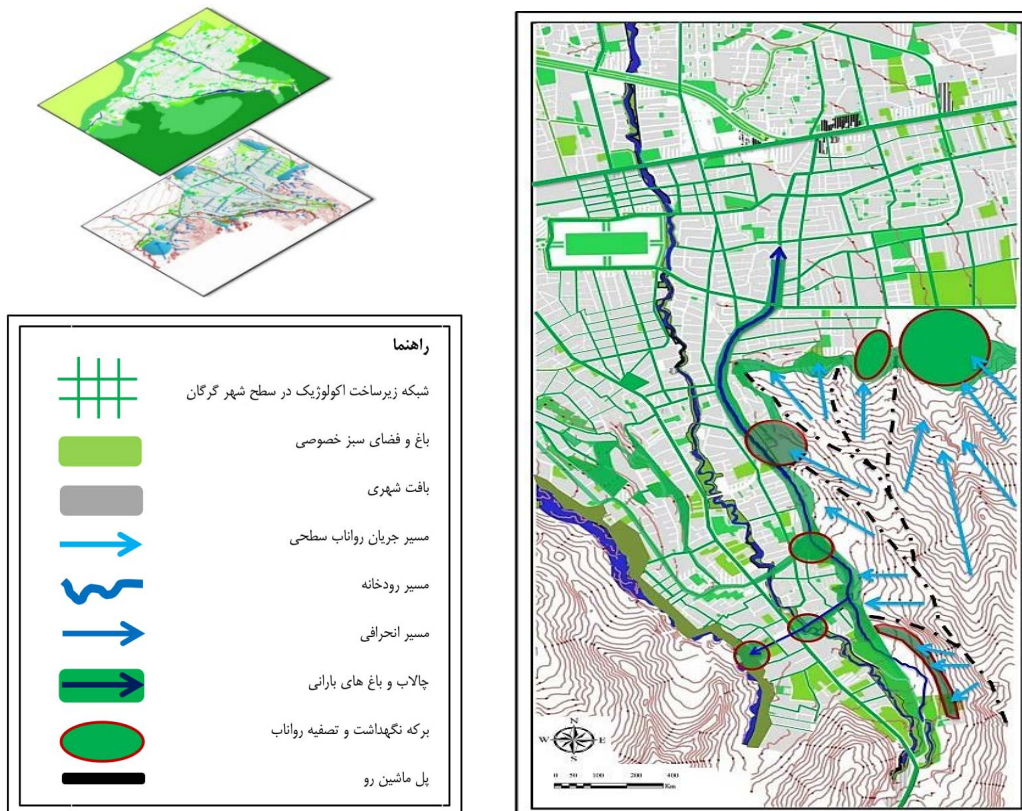 راهنما
شبکه زیرساخت اکولوژیک در سطح شهر گرگان
باغ و فضای سبز خصوصی
بافت شهری
مسیر جریان رواناب سطحی
مسیر رودخانه
مسیر انحرافی
چالاب و باغ های بارانی
برکه نگهداشت و تصفیه رواناب
پل ماشین رو
N
W E
S
0 50 100 200 400
Km